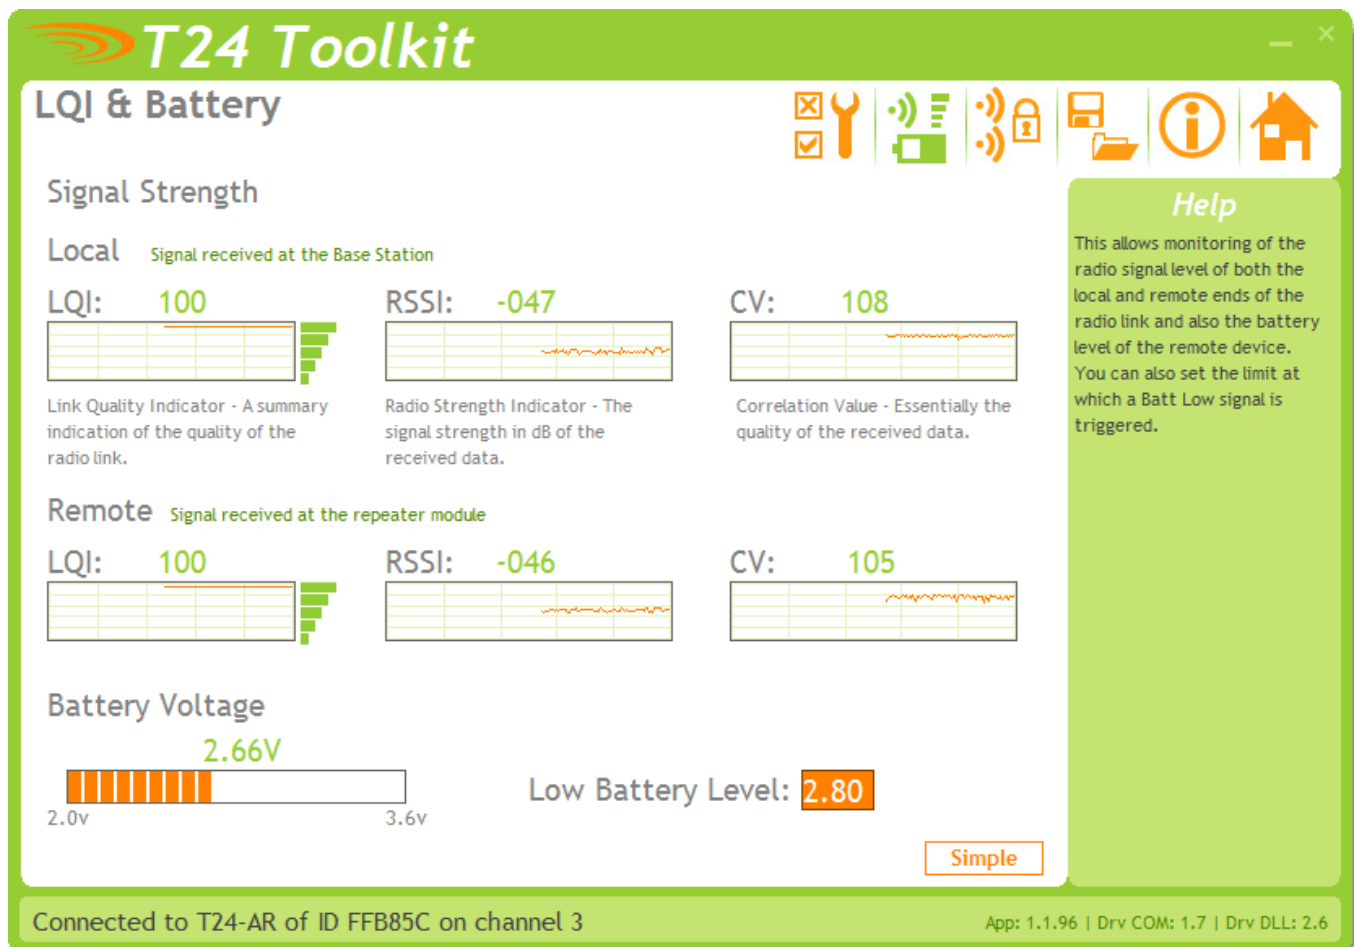 T24 Toolkit
LQI & Battery
Signal Strength
Local Signal received at the Base Station
LQI: 100 RSSI: -047 CV: 108
Link Quality Indicator - A summary
indication of the quality of the
radio link.
Radio Strength Indicator - The
signal strength in dB of the
received data.
Correlation Value - Essentially the
quality of the received data.
Remote Signal received at the repeater module
LQI: 100 RSSI: -046 CV: 105
Battery Voltage
2.66V
2.0v 3.6v
Low Battery Level: 2.80
Simple
Help
This allows monitoring of the
radio signal level of both the
local and remote ends of the
radio link and also the battery
level of the remote device.
You can also set the limit at
which a Batt Low signal is
triggered.
Connected to T24-AR of ID FFB85C on channel 3
App: 1.1.96 | Drv COM: 1.7 | Drv DLL: 2.6